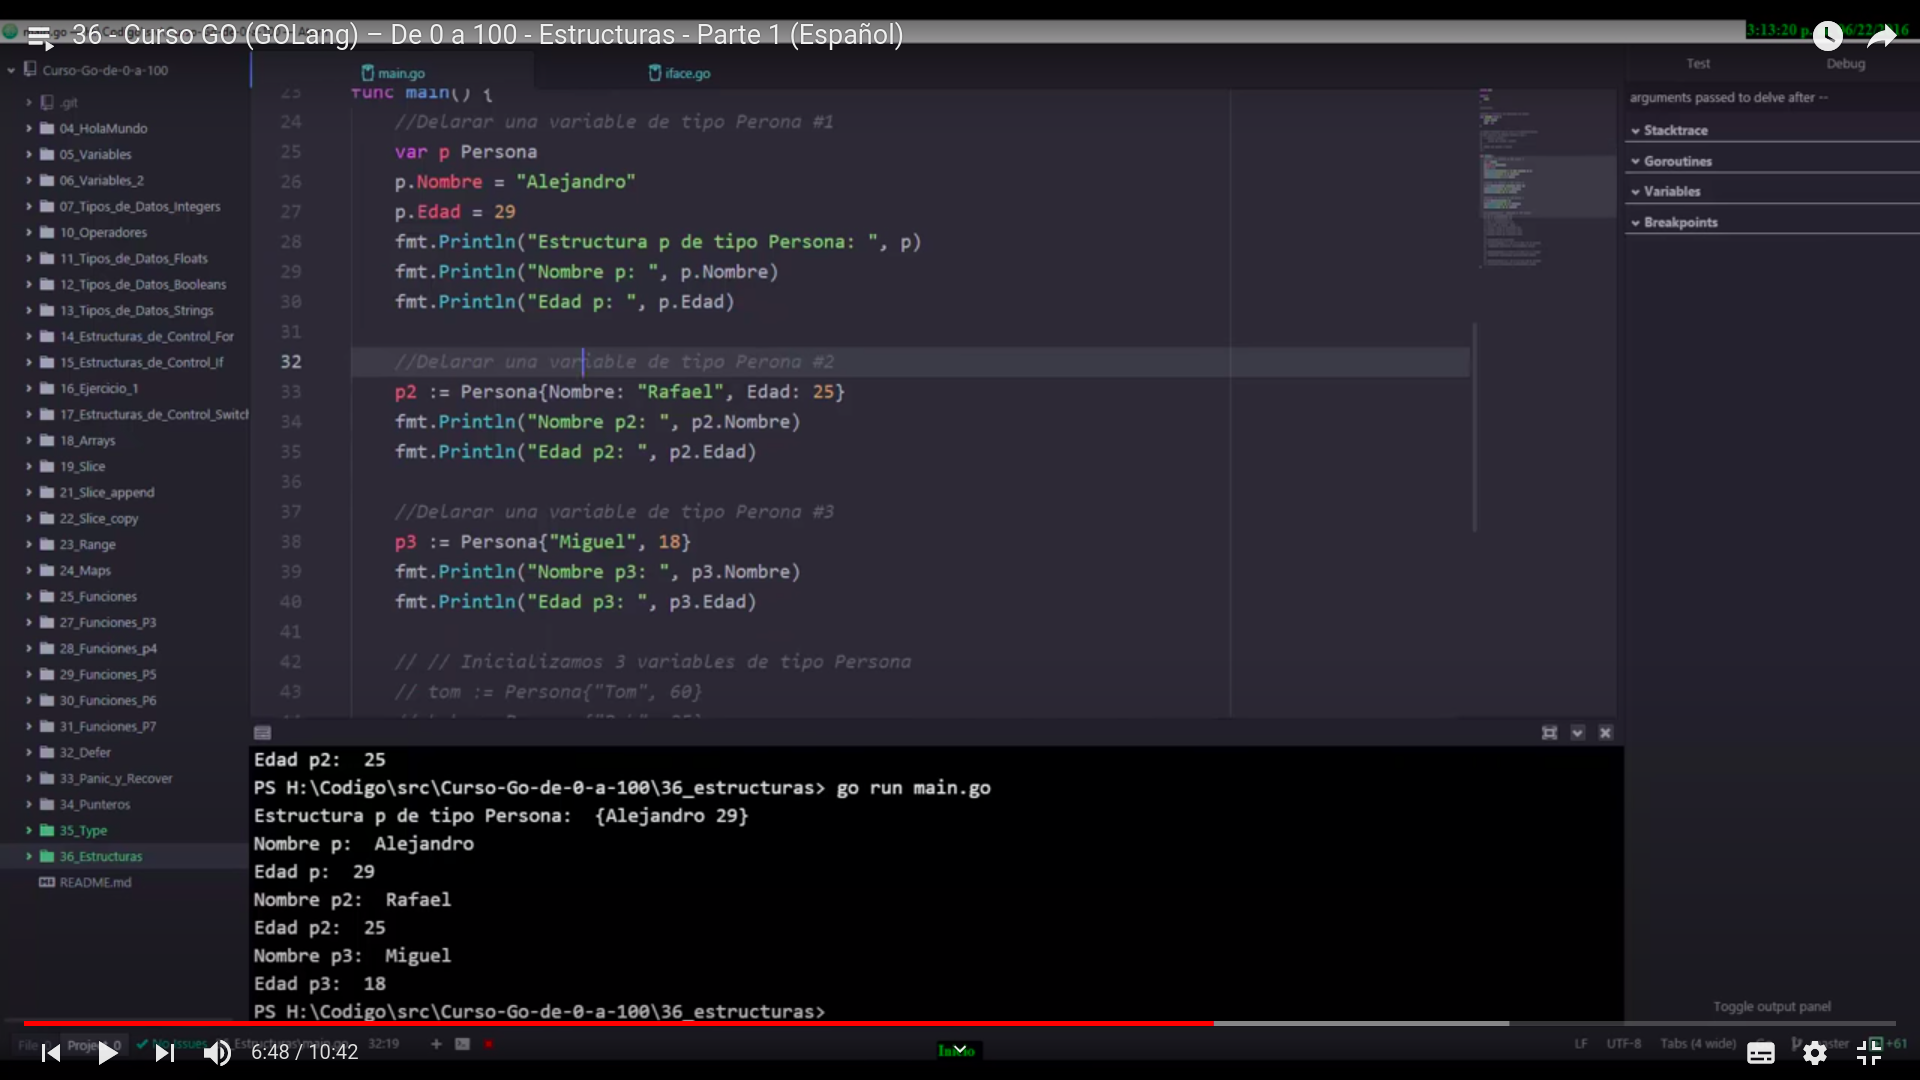 36 - Curso GO (GOLang) – De 0 a 100 - Estructuras - Parte 1 (Español)
3:13:20 p.
Curso-Go-de-0-a-100
main.go
iface.go
Test
Debug
.git
04_HolaMundo
05_Variables
06_Variables_2
07_Tipos_de_Datos_Integers
10_Operadores
11_Tipos_de_Datos_Floats
12_Tipos_de_Datos_Booleans
13_Tipos_de_Datos_Strings
14_Estructuras_de_Control_For
15_Estructuras_de_Control_If
16_Ejercicio_1
17_Estructuras_de_Control_Switch
18_Arrays
19_Slice
21_Slice_append
22_Slice_copy
23_Range
24_Maps
25_Funciones
27_Funciones_P3
28_Funciones_p4
29_Funciones_P5
30_Funciones_P6
31_Funciones_P7
32_Defer
33_Panic_y_Recover
34_Punteros
35_Type
36_Estructuras
README.md
23 func main() {
24 //Delarar una variable de tipo Perona #1
25 var p Persona
26 p.Nombre = "Alejandro"
27 p.Edad = 29
28 fmt.Println("Estructura p de tipo Persona: ", p)
29 fmt.Println("Nombre p: ", p.Nombre)
30 fmt.Println("Edad p: ", p.Edad)
31
32 //Delarar una variable de tipo Perona #2
33 p2 := Persona{Nombre: "Rafael", Edad: 25}
34 fmt.Println("Nombre p2: ", p2.Nombre)
35 fmt.Println("Edad p2: ", p2.Edad)
36
37 //Delarar una variable de tipo Perona #3
38 p3 := Persona{"Miguel", 18}
39 fmt.Println("Nombre p3: ", p3.Nombre)
40 fmt.Println("Edad p3: ", p3.Edad)
41
42 // // Inicializamos 3 variables de tipo Persona
43 // tom := Persona{"Tom", 60}
arguments passed to delve after --
Stacktrace
Goroutines
Variables
Breakpoints
Toggle output panel
Edad p2:  25
PS H:\Codigo\src\Curso-Go-de-0-a-100\36_estructuras> go run main.go
Estructura p de tipo Persona:  {Alejandro 29}
Nombre p:  Alejandro
Edad p:  29
Nombre p2:  Rafael
Edad p2:  25
Nombre p3:  Miguel
Edad p3:  18
PS H:\Codigo\src\Curso-Go-de-0-a-100\36_estructuras>
File 0 Project 0 No Issues 32:19
LF UTF-8 Tabs (4 wide) +61
6:48 / 10:42
Inicio